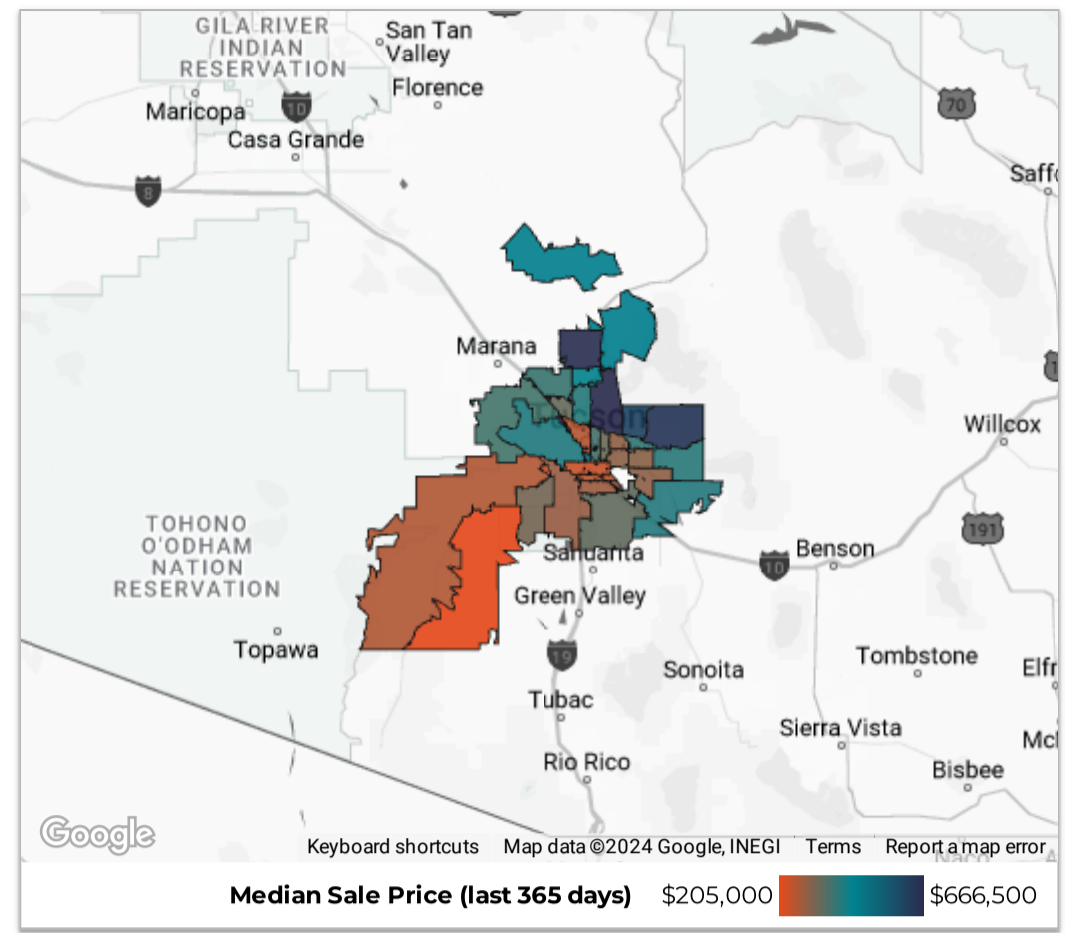 GILA RIVER
INDIAN
RESERVATION
San Tan
Valley
Florence
Maricopa
10
70
Casa Grande
8
Saff
Marana
Tucson
Willcox
TOHONO
O'ODHAM
NATION
RESERVATION
191
Sahuarita
Benson
10
Green Valley
Topawa
19
Sonoita
Tombstone
Elfr
Tubac
Sierra Vista
Mc
Rio Rico
Bisbee
Google
Keyboard shortcuts Map data ©2024 Google, INEGI Terms Report a map error
Naco
Median Sale Price (last 365 days) $205,000 $666,500